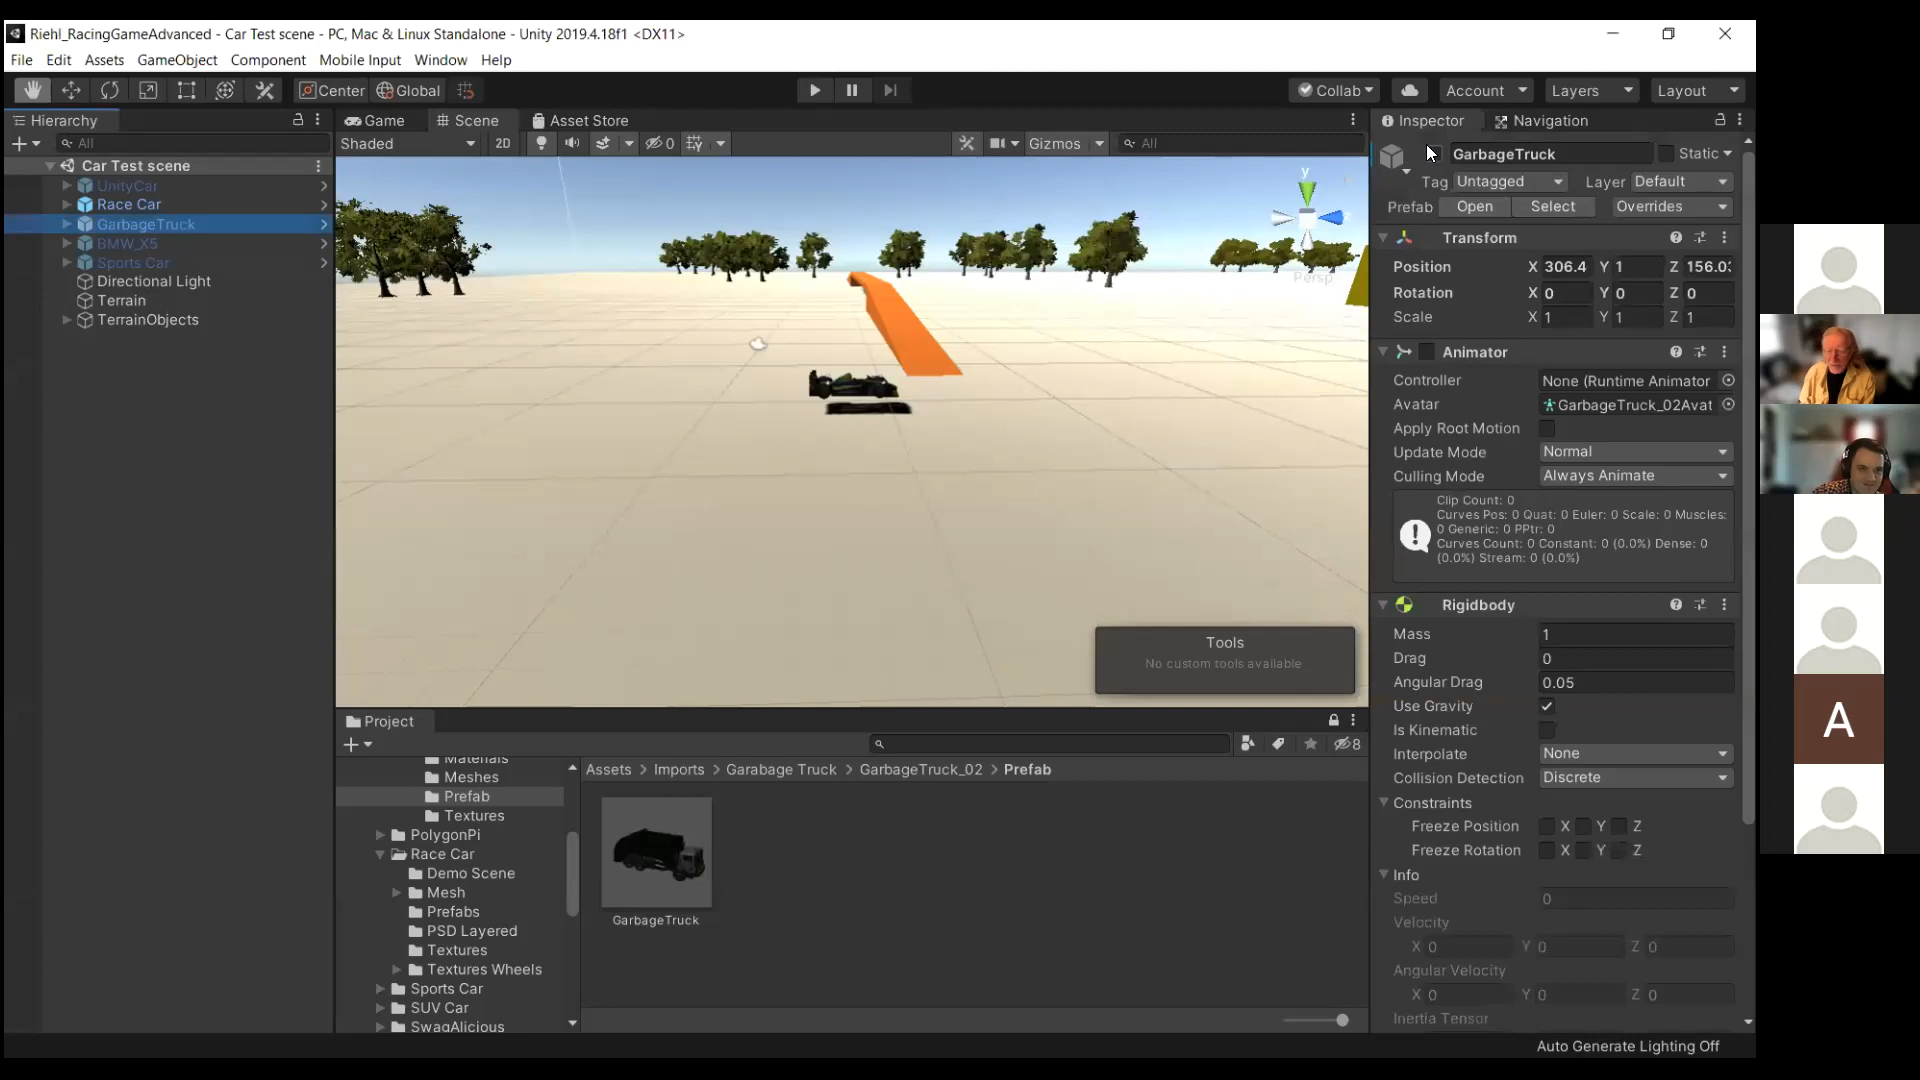 Riehl_RacingGameAdvanced - Car Test scene - PC, Mac & Linux Standalone - Unity 2019.4.18f1 <DX11>
File Edit Assets GameObject Component Mobile Input Window Help
Center Global Collab Account Layers Layout
Hierarchy
All
Car Test scene
UnityCar
Race Car
GarbageTruck
BMW_X5
Sports Car
Directional Light
Terrain
TerrainObjects
Game Scene Asset Store
Shaded 2D 0 Gizmos All
y
z
Persp
Tools
No custom tools available
Project
8
Materials
Meshes
Prefab
Textures
PolygonPi
Race Car
Demo Scene
Mesh
Prefabs
PSD Layered
Textures
Textures Wheels
Sports Car
SUV Car
SwagAlicious
Assets > Imports > Garabage Truck > GarbageTruck_02 > Prefab
GarbageTruck
Inspector Navigation
GarbageTruck Static
Tag Untagged Layer Default
Prefab Open Select Overrides
Transform
Position X 306.4 Y 1 Z 156.0
Rotation X 0 Y 0 Z 0
Scale X 1 Y 1 Z 1
Animator
Controller None (Runtime Animator
Avatar GarbageTruck_02Avat
Apply Root Motion
Update Mode Normal
Culling Mode Always Animate
Clip Count: 0
Curves Pos: 0 Quat: 0 Euler: 0 Scale: 0 Muscles:
0 Generic: 0 PPtr: 0
Curves Count: 0 Constant: 0 (0.0%) Dense: 0
(0.0%) Stream: 0 (0.0%)
Rigidbody
Mass 1
Drag 0
Angular Drag 0.05
Use Gravity
Is Kinematic
Interpolate None
Collision Detection Discrete
Constraints
Freeze Position X Y Z
Freeze Rotation X Y Z
Info
Speed 0
Velocity
X 0 Y 0 Z 0
Angular Velocity
X 0 Y 0 Z 0
Inertia Tensor
Auto Generate Lighting Off
A